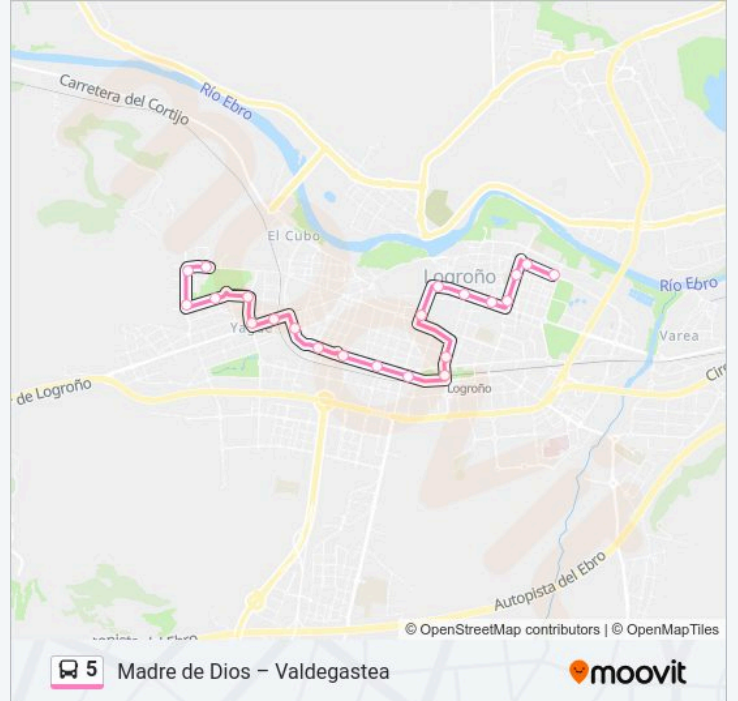 Carretera del Cortijo
Río Ebro
El Cubo
Logroño
Río Ebro
Varea
de Logroño
Logroño
Autopista del Ebro
© OpenStreetMap contributors | © OpenMapTiles
5 Madre de Dios – Valdegastea
moovit